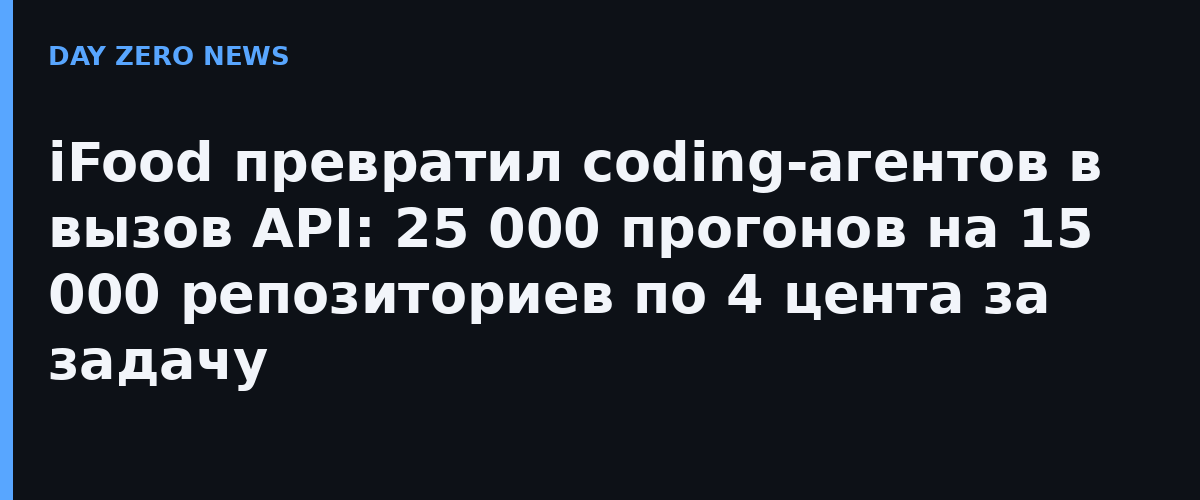 DAY ZERO NEWS
iFood превратил coding-агентов в
вызов API: 25 000 прогонов на 15
000 репозиториев по 4 цента за
задачу